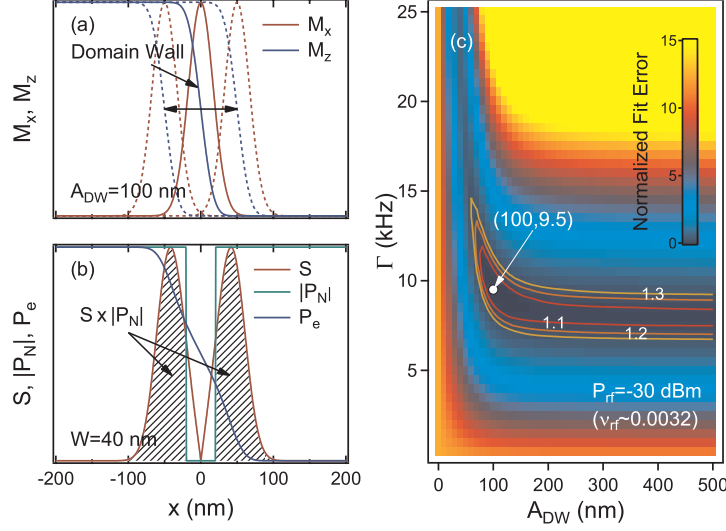 (a)
Mx
Mz
Domain Wall
Mx, Mz
ADW=100 nm
(b)
S
|PN|
Pe
S x |PN|
S, |PN|, Pe
W=40 nm
-200 -100 0 100 200
x (nm)
(c)
25
20
15
10
5
Γ (kHz)
Normalized Fit Error
15
10
5
0
(100,9.5)
1.3
1.1
1.2
Prf=-30 dBm
(νrf~0.0032)
0 100 200 300 400 500
ADW (nm)